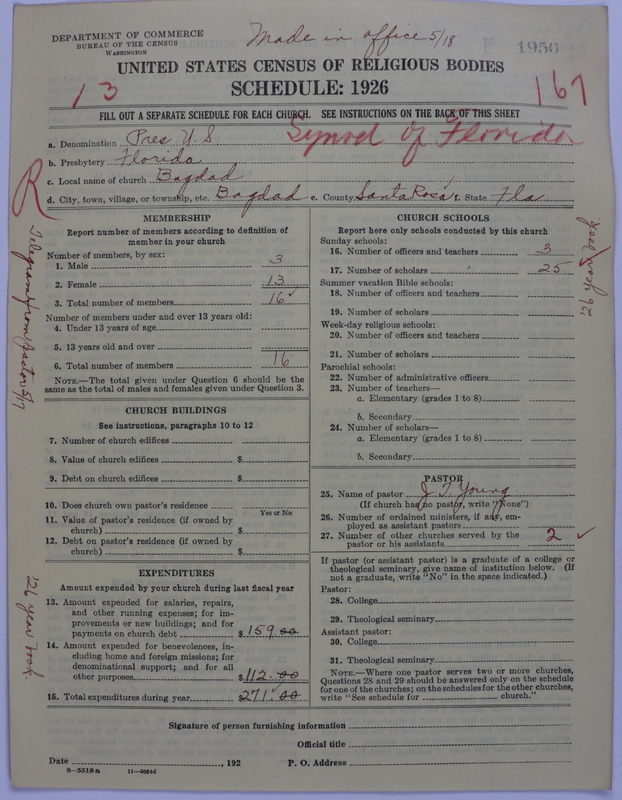 DEPARTMENT OF COMMERCE
BUREAU OF THE CENSUS
WASHINGTON
Made in office 5/18
1950
UNITED STATES CENSUS OF RELIGIOUS BODIES
SCHEDULE: 1926
13
167
FILL OUT A SEPARATE SCHEDULE FOR EACH CHURCH. SEE INSTRUCTIONS ON THE BACK OF THIS SHEET
Synod of Florida
a. Denomination Pres. U.S
b. Presbytery Florida
c. Local name of church Bagdad
d. City, town, village, or township, etc. Bagdad e. County Santa Rosa f. State Fla
R
Telegram from Pastor 5/7
'26 year book
MEMBERSHIP
Report number of members according to definition of
member in your church
Number of members, by sex:
1. Male 3
2. Female 13
3. Total number of members 16 ✓
Number of members under and over 13 years old:
4. Under 13 years of age
5. 13 years old and over
6. Total number of members 16
NOTE.—The total given under Question 6 should be the
same as the total of males and females given under Question 3.
CHURCH BUILDINGS
See instructions, paragraphs 10 to 12
7. Number of church edifices
8. Value of church edifices $
9. Debt on church edifices $
10. Does church own pastor's residence
Yes or No
11. Value of pastor's residence (if owned by
church) $
12. Debt on pastor's residence (if owned by
church) $
EXPENDITURES
Amount expended by your church during last fiscal year
13. Amount expended for salaries, repairs,
and other running expenses; for im-
provements or new buildings; and for
payments on church debt $ 159.00
14. Amount expended for benevolences, in-
cluding home and foreign missions; for
denominational support; and for all
other purposes $ 112.00
15. Total expenditures during year $ 271.00
CHURCH SCHOOLS
Report here only schools conducted by this church
Sunday schools:
16. Number of officers and teachers 3
17. Number of scholars 25
Summer vacation Bible schools:
18. Number of officers and teachers
19. Number of scholars
Week-day religious schools:
20. Number of officers and teachers
21. Number of scholars
Parochial schools:
22. Number of administrative officers
23. Number of teachers—
a. Elementary (grades 1 to 8)
b. Secondary
24. Number of scholars—
a. Elementary (grades 1 to 8)
b. Secondary
'26 year book
PASTOR
25. Name of pastor J T Young
(If church has no pastor, write "None")
26. Number of ordained ministers, if any, em-
ployed as assistant pastors
27. Number of other churches served by the
pastor or his assistants 2 ✓
If pastor (or assistant pastor) is a graduate of a college or
theological seminary, give name of institution below. (If
not a graduate, write "No" in the space indicated.)
Pastor:
28. College
29. Theological seminary
Assistant pastor:
30. College
31. Theological seminary
NOTE.—Where one pastor serves two or more churches,
Questions 28 and 29 should be answered only on the schedule
for one of the churches; on the schedules for the other churches,
write "See schedule for church."
Signature of person furnishing information
Official title
Date , 192 P. O. Address
8—5518 a 11—9084d